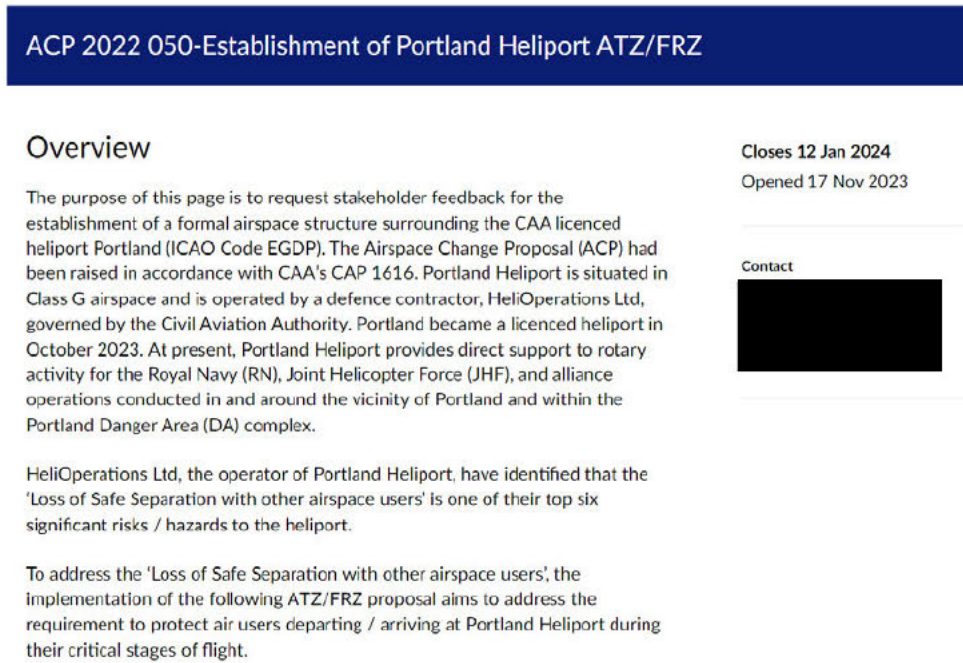 ACP 2022 050-Establishment of Portland Heliport ATZ/FRZ
Overview
The purpose of this page is to request stakeholder feedback for the
establishment of a formal airspace structure surrounding the CAA licenced
heliport Portland (ICAO Code EGDP). The Airspace Change Proposal (ACP) had
been raised in accordance with CAA's CAP 1616. Portland Heliport is situated in
Class G airspace and is operated by a defence contractor, HeliOperations Ltd,
governed by the Civil Aviation Authority. Portland became a licenced heliport in
October 2023. At present, Portland Heliport provides direct support to rotary
activity for the Royal Navy (RN), Joint Helicopter Force (JHF), and alliance
operations conducted in and around the vicinity of Portland and within the
Portland Danger Area (DA) complex.
HeliOperations Ltd, the operator of Portland Heliport, have identified that the
'Loss of Safe Separation with other airspace users' is one of their top six
significant risks / hazards to the heliport.
To address the 'Loss of Safe Separation with other airspace users', the
implementation of the following ATZ/FRZ proposal aims to address the
requirement to protect air users departing / arriving at Portland Heliport during
their critical stages of flight.
Closes 12 Jan 2024
Opened 17 Nov 2023
Contact